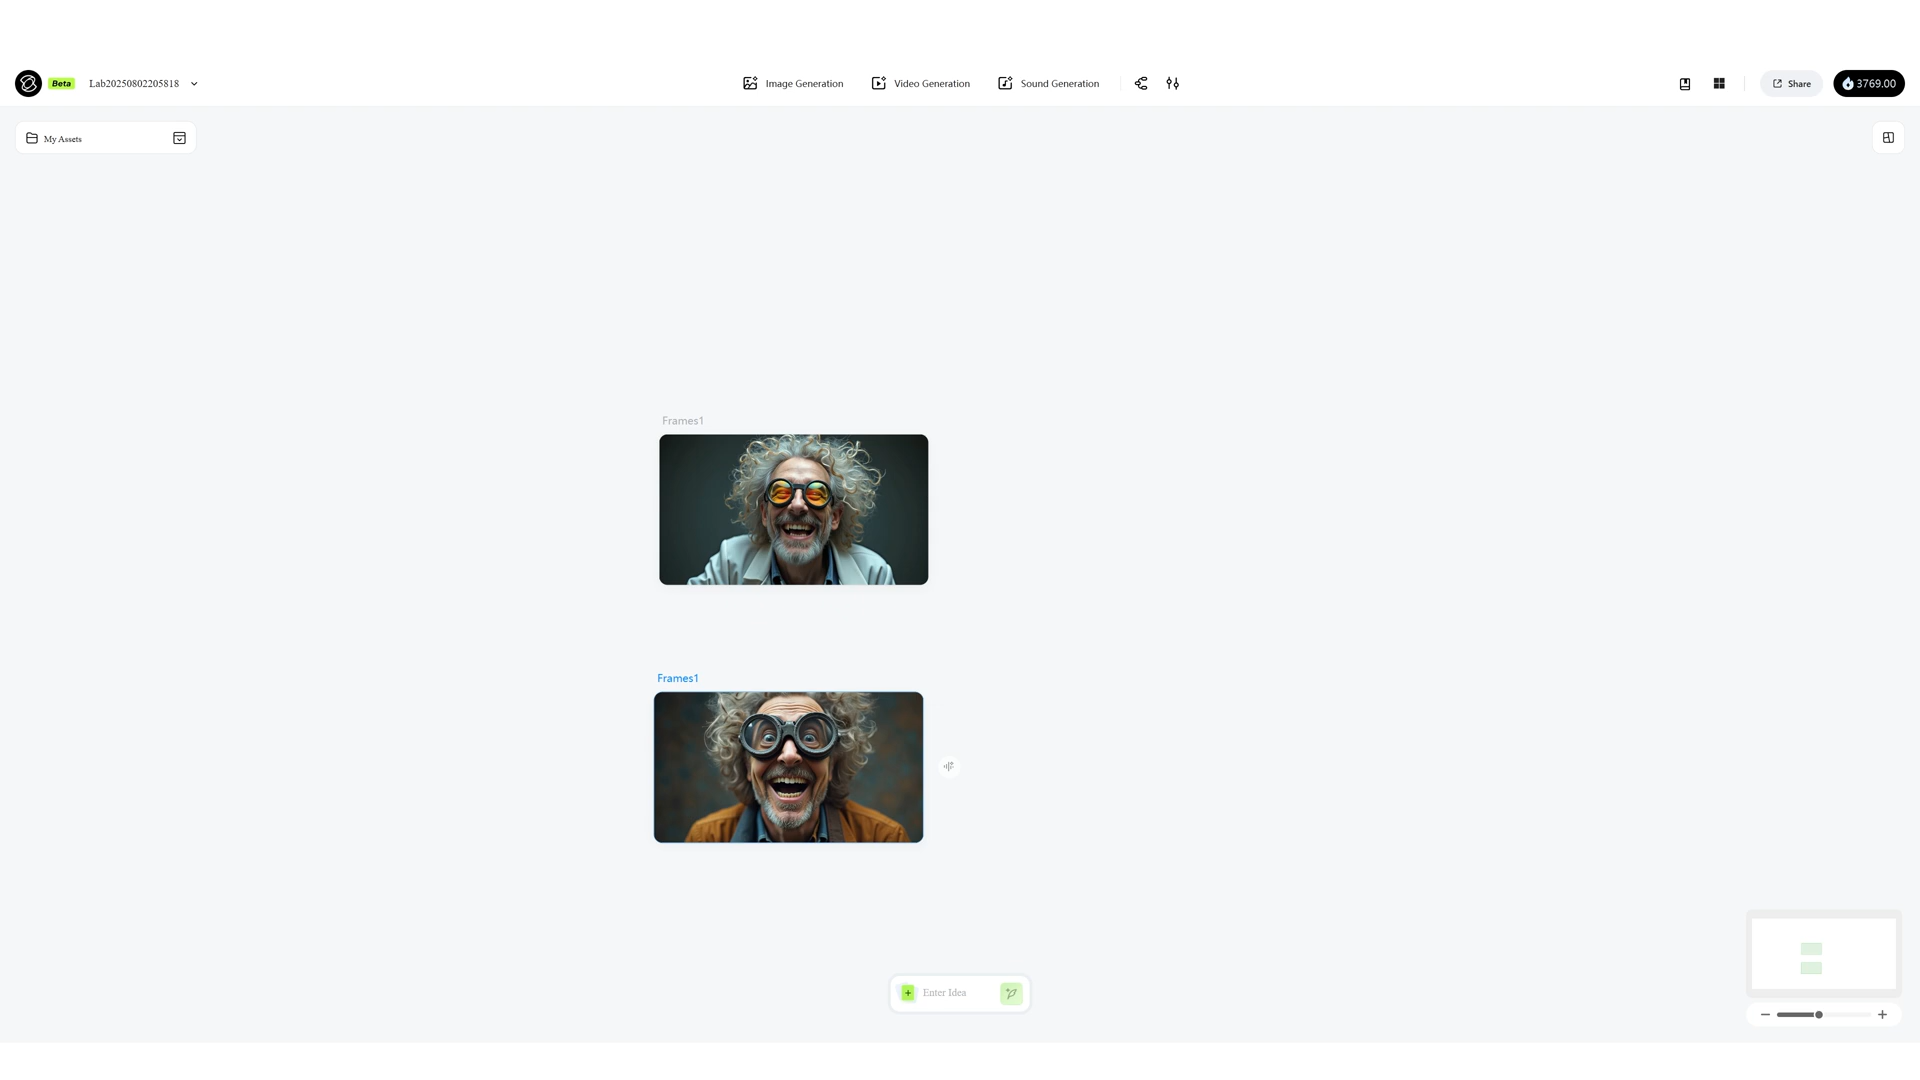 Beta
Lab20250802205818
Image Generation
Video Generation
Sound Generation
Share
3769.00
My Assets
Frames1
Frames1
Enter Idea